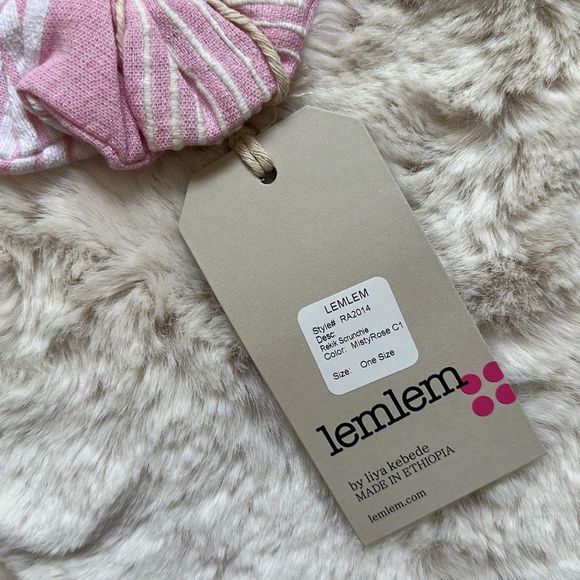 LEMLEM
Style# RA2014
Desc:
Rekik Scrunchie
Color: MistyRose C1
Size: One Size
lemlem
by liya kebede
MADE IN ETHIOPIA
lemlem.com